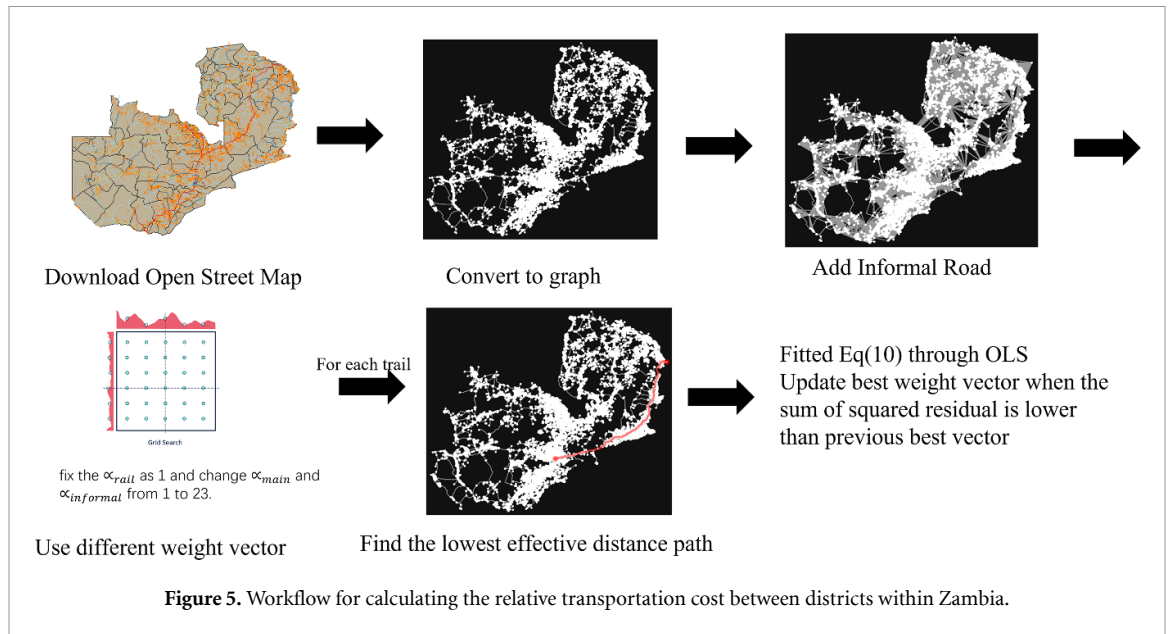 Download Open Street Map
Convert to graph
Add Informal Road
Grid Search
fix the ∝rail as 1 and change ∝main and
∝informal from 1 to 23.
Use different weight vector
For each trail
Find the lowest effective distance path
Fitted Eq(10) through OLS
Update best weight vector when the
sum of squared residual is lower
than previous best vector
Figure 5. Workflow for calculating the relative transportation cost between districts within Zambia.